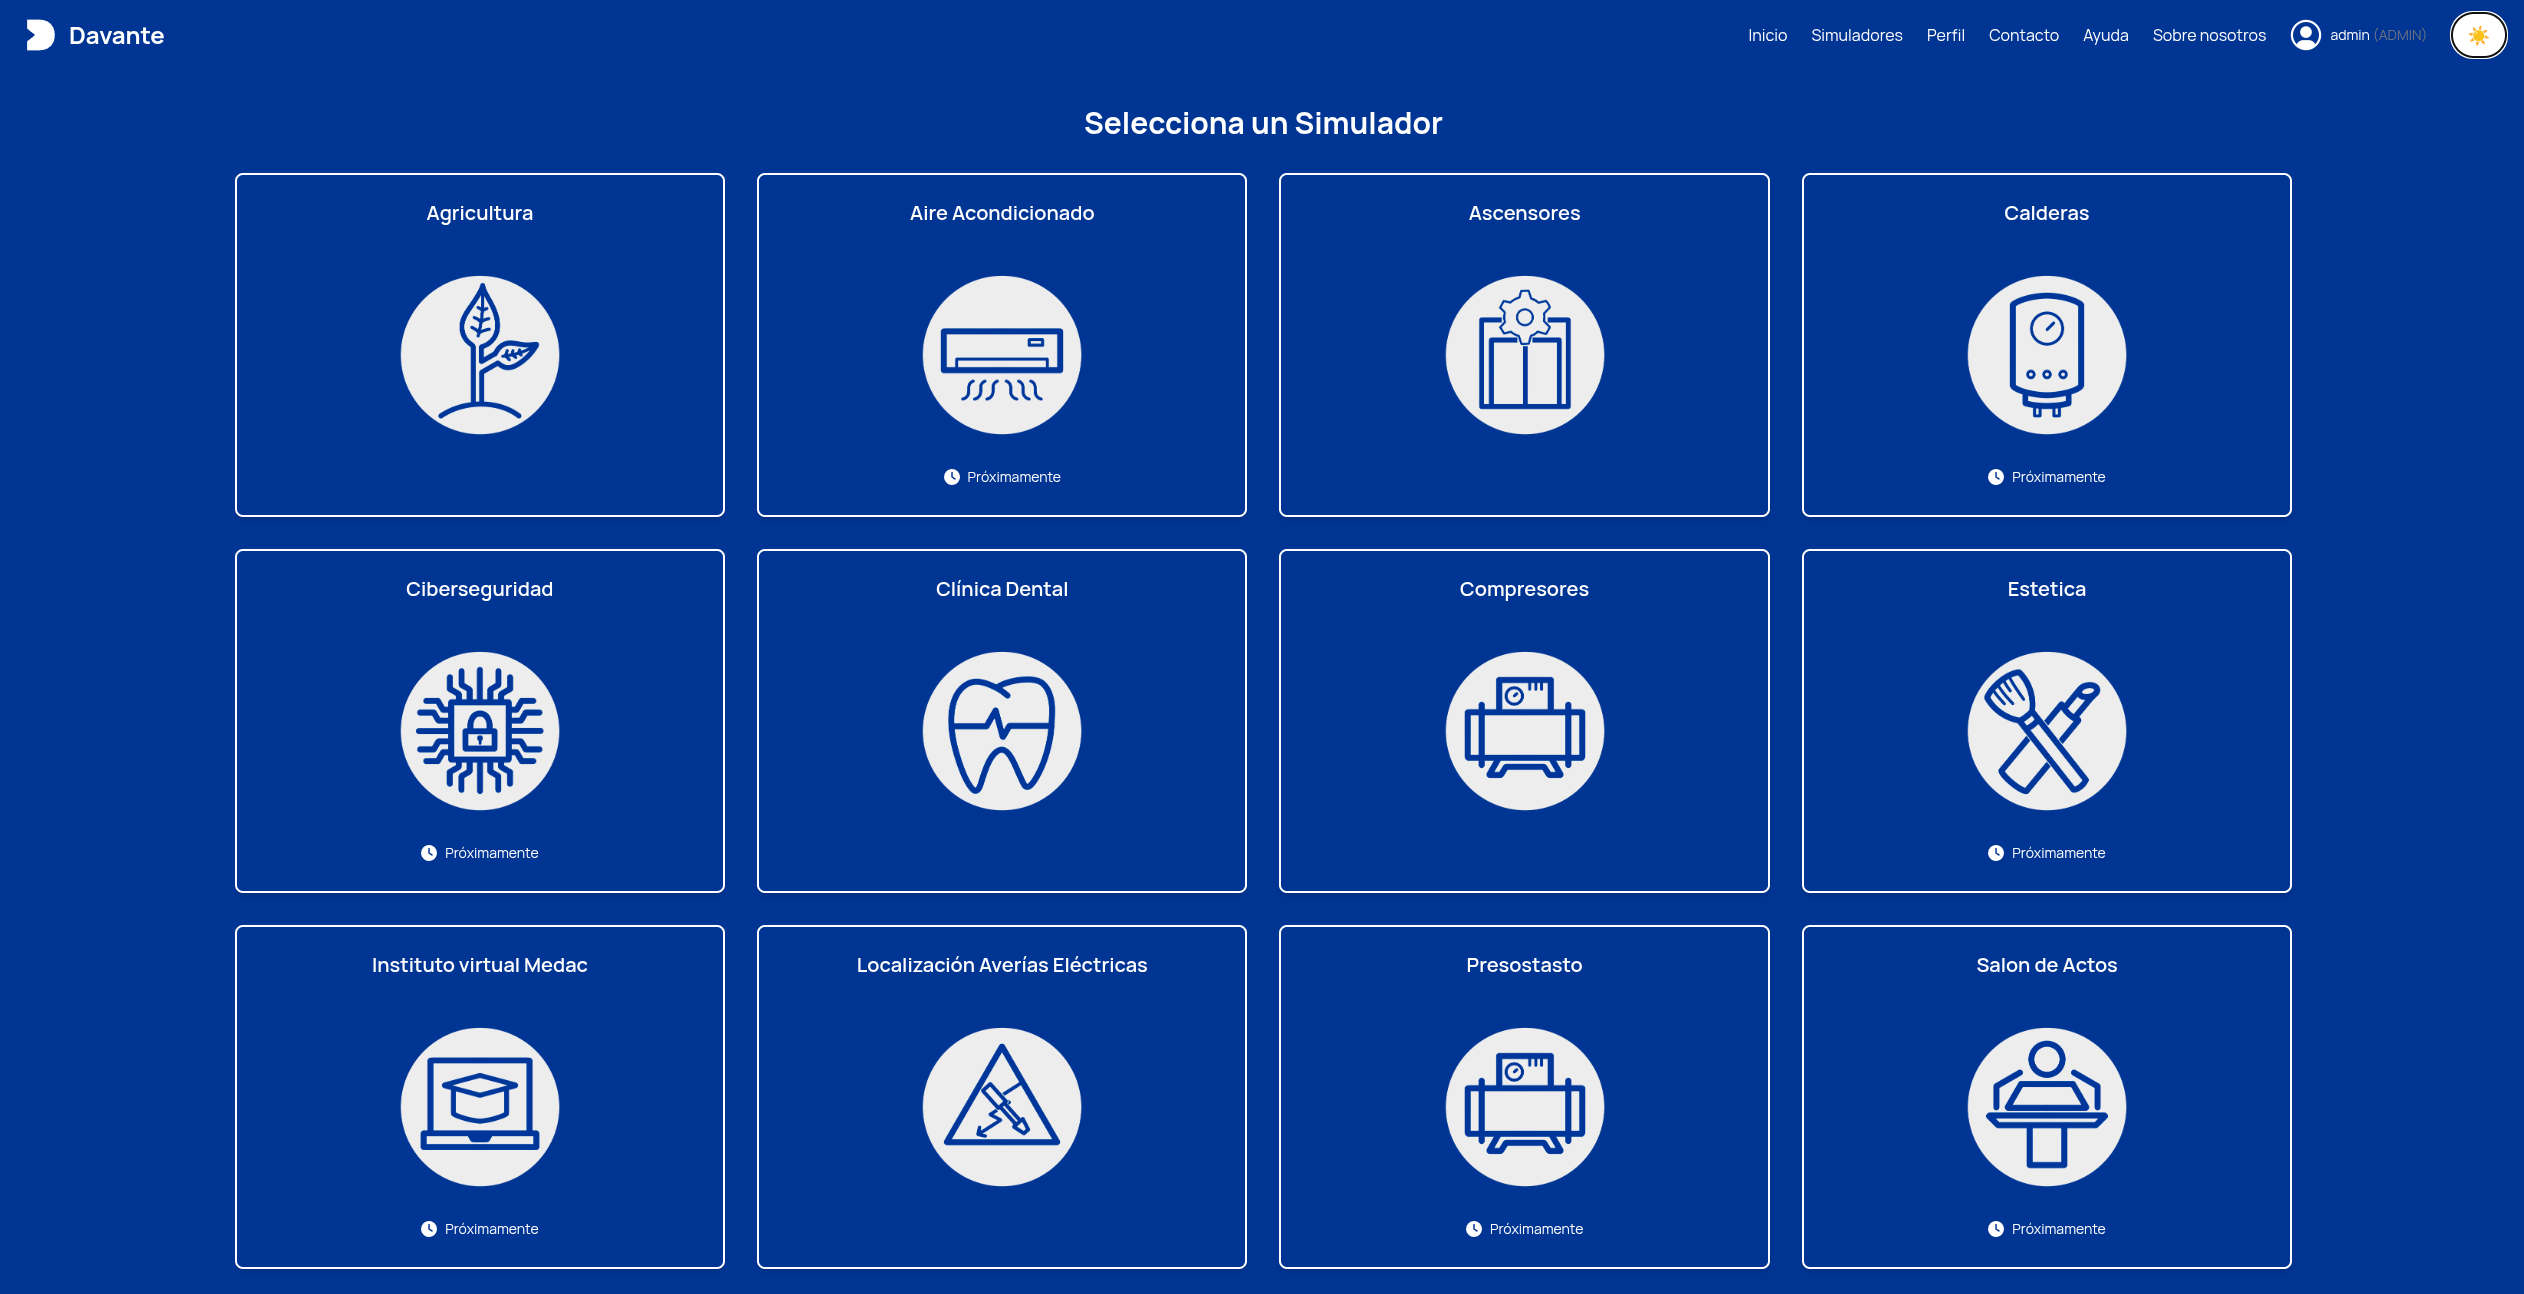 Davante
Inicio Simuladores Perfil Contacto Ayuda Sobre nosotros admin (ADMIN)
Selecciona un Simulador
Agricultura
Aire Acondicionado
Próximamente
Ascensores
Calderas
Próximamente
Ciberseguridad
Próximamente
Clínica Dental
Compresores
Estetica
Próximamente
Instituto virtual Medac
Próximamente
Localización Averías Eléctricas
Presostasto
Próximamente
Salon de Actos
Próximamente